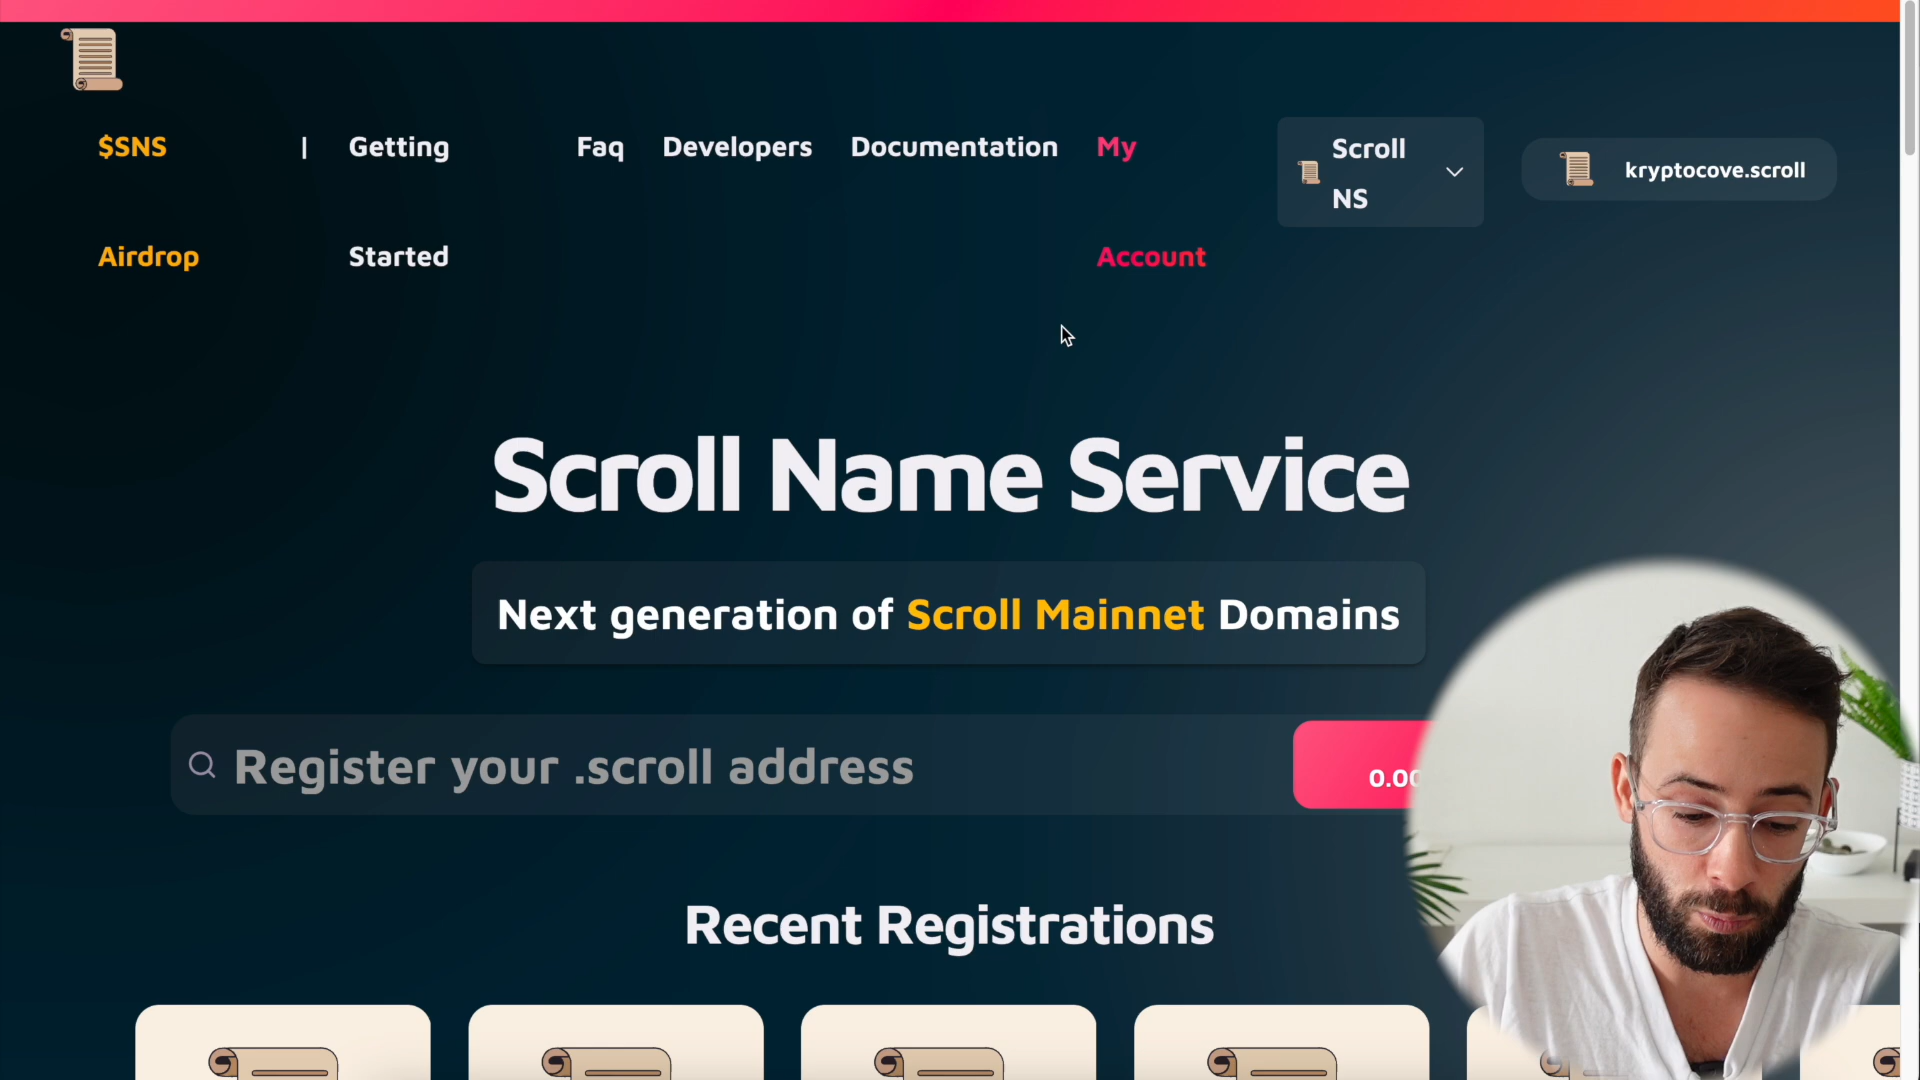 $SNS Airdrop
|
Getting Started
Faq
Developers
Documentation
My Account
Scroll NS
kryptocove.scroll
Scroll Name Service
Next generation of Scroll Mainnet Domains
Register your .scroll address
Recent Registrations